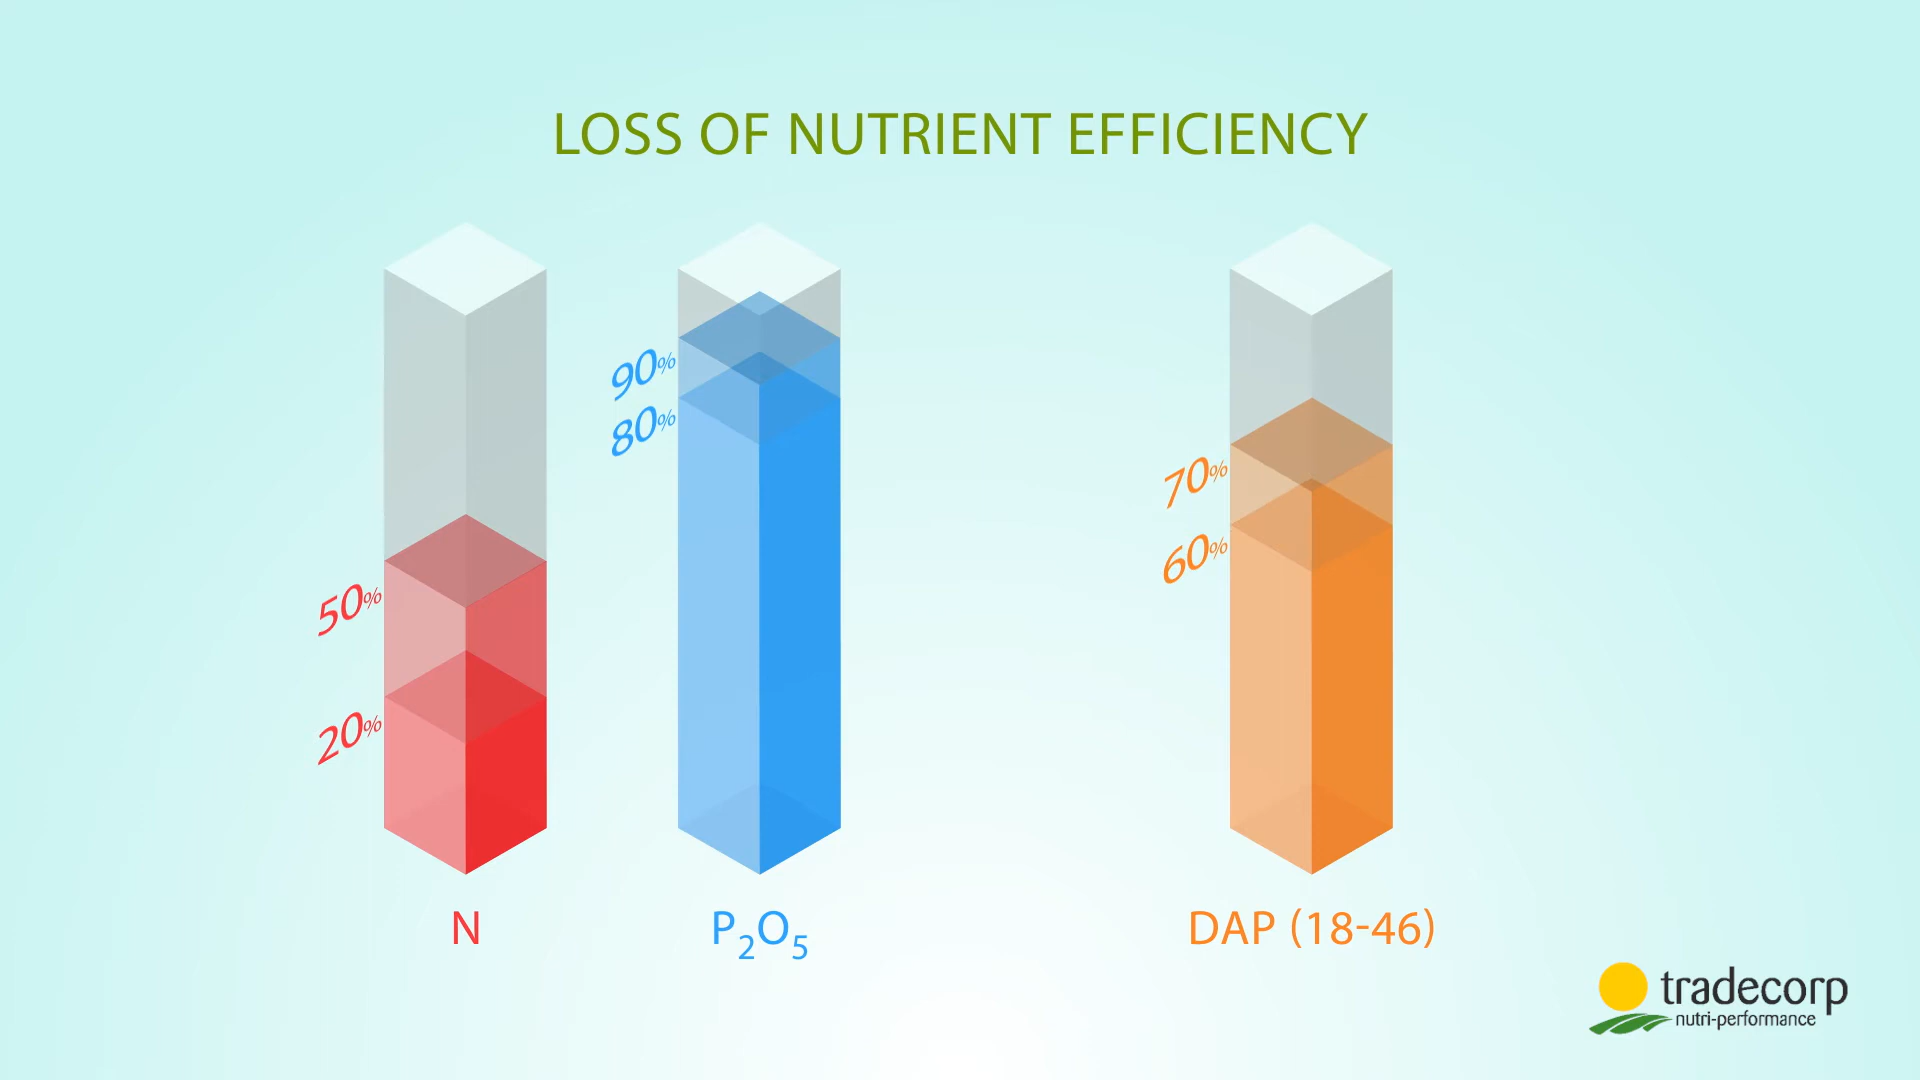 LOSS OF NUTRIENT EFFICIENCY
90%
80%
70%
60%
50%
20%
N
P₂O₅
DAP (18-46)
tradecorp
nutri-performance